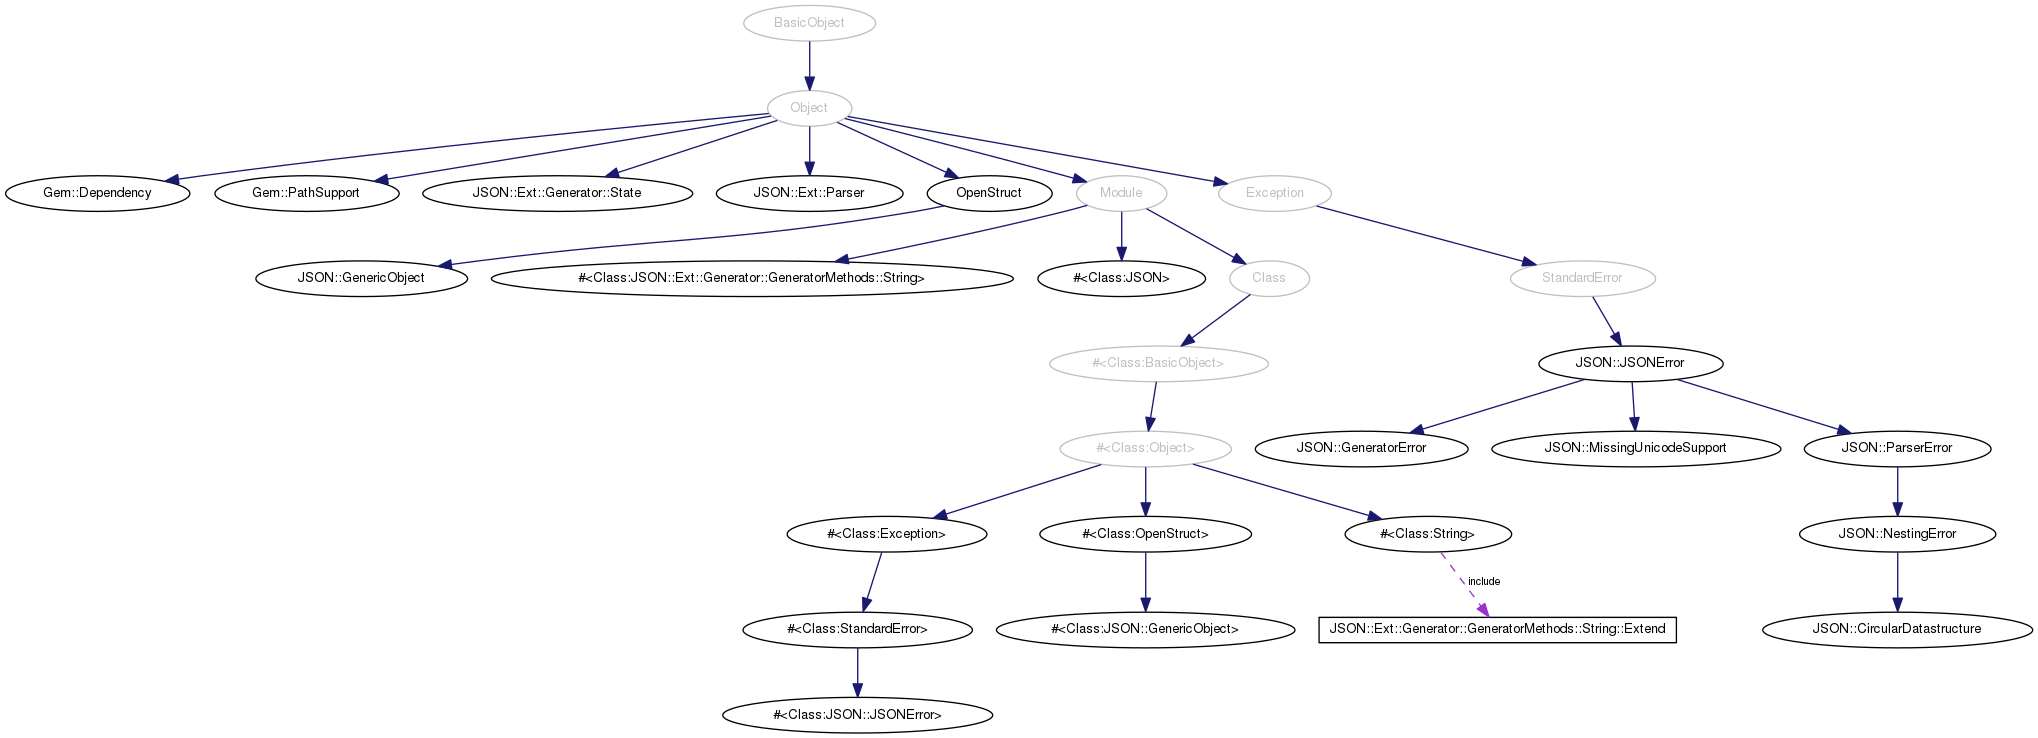 BasicObject
Object
Gem::Dependency
Gem::PathSupport
JSON::Ext::Generator::State
JSON::Ext::Parser
OpenStruct
Module
Exception
JSON::GenericObject
#<Class:JSON::Ext::Generator::GeneratorMethods::String>
#<Class:JSON>
Class
StandardError
#<Class:BasicObject>
JSON::JSONError
#<Class:Object>
JSON::GeneratorError
JSON::MissingUnicodeSupport
JSON::ParserError
#<Class:Exception>
#<Class:OpenStruct>
#<Class:String>
JSON::NestingError
include
#<Class:StandardError>
#<Class:JSON::GenericObject>
JSON::Ext::Generator::GeneratorMethods::String::Extend
JSON::CircularDatastructure
#<Class:JSON::JSONError>